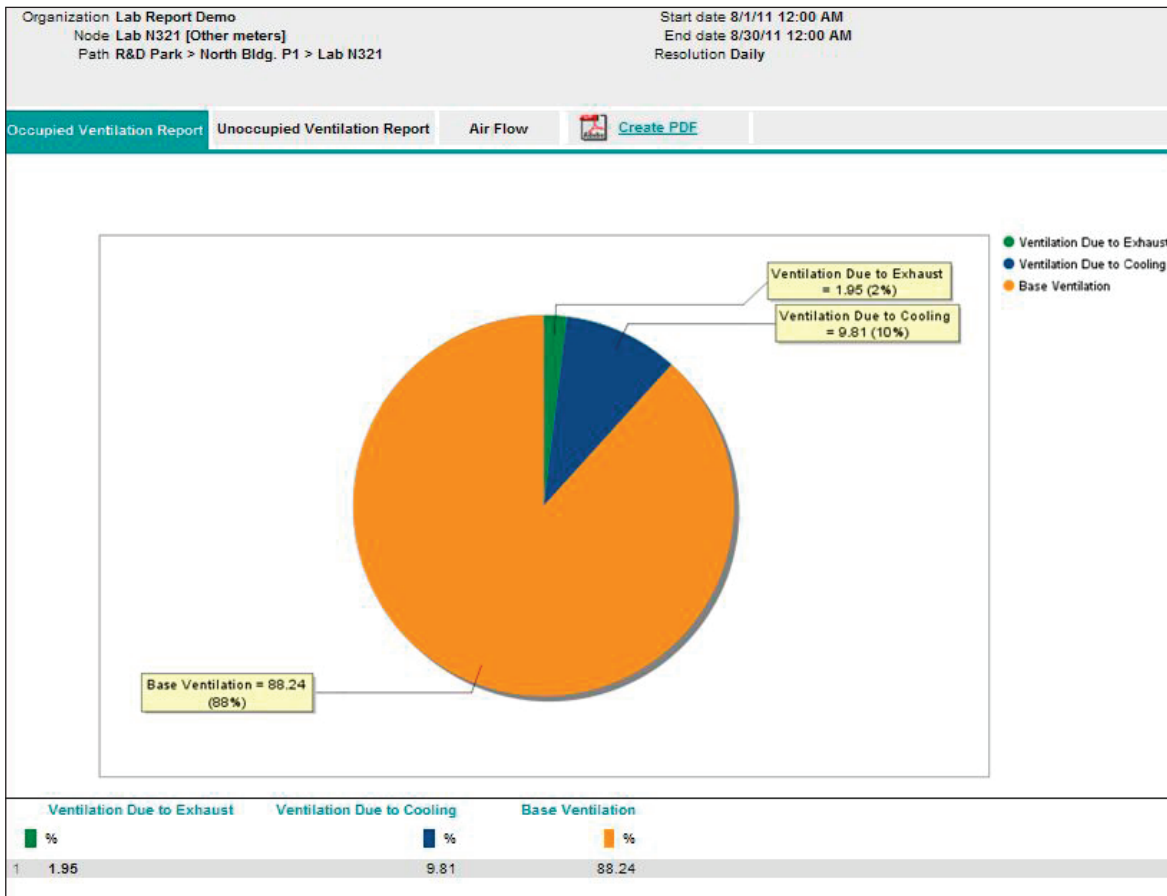 Organization Lab Report Demo
Node Lab N321 [Other meters]
Path R&D Park > North Bldg. P1 > Lab N321
Start date 8/1/11 12:00 AM
End date 8/30/11 12:00 AM
Resolution Daily
Occupied Ventilation Report Unoccupied Ventilation Report Air Flow Adobe Create PDF
Ventilation Due to Exhaust
Ventilation Due to Cooling
Base Ventilation
Ventilation Due to Exhaust
= 1.95 (2%)
Ventilation Due to Cooling
= 9.81 (10%)
Base Ventilation = 88.24
(88%)
Ventilation Due to Exhaust Ventilation Due to Cooling Base Ventilation
% % %
1 1.95 9.81 88.24